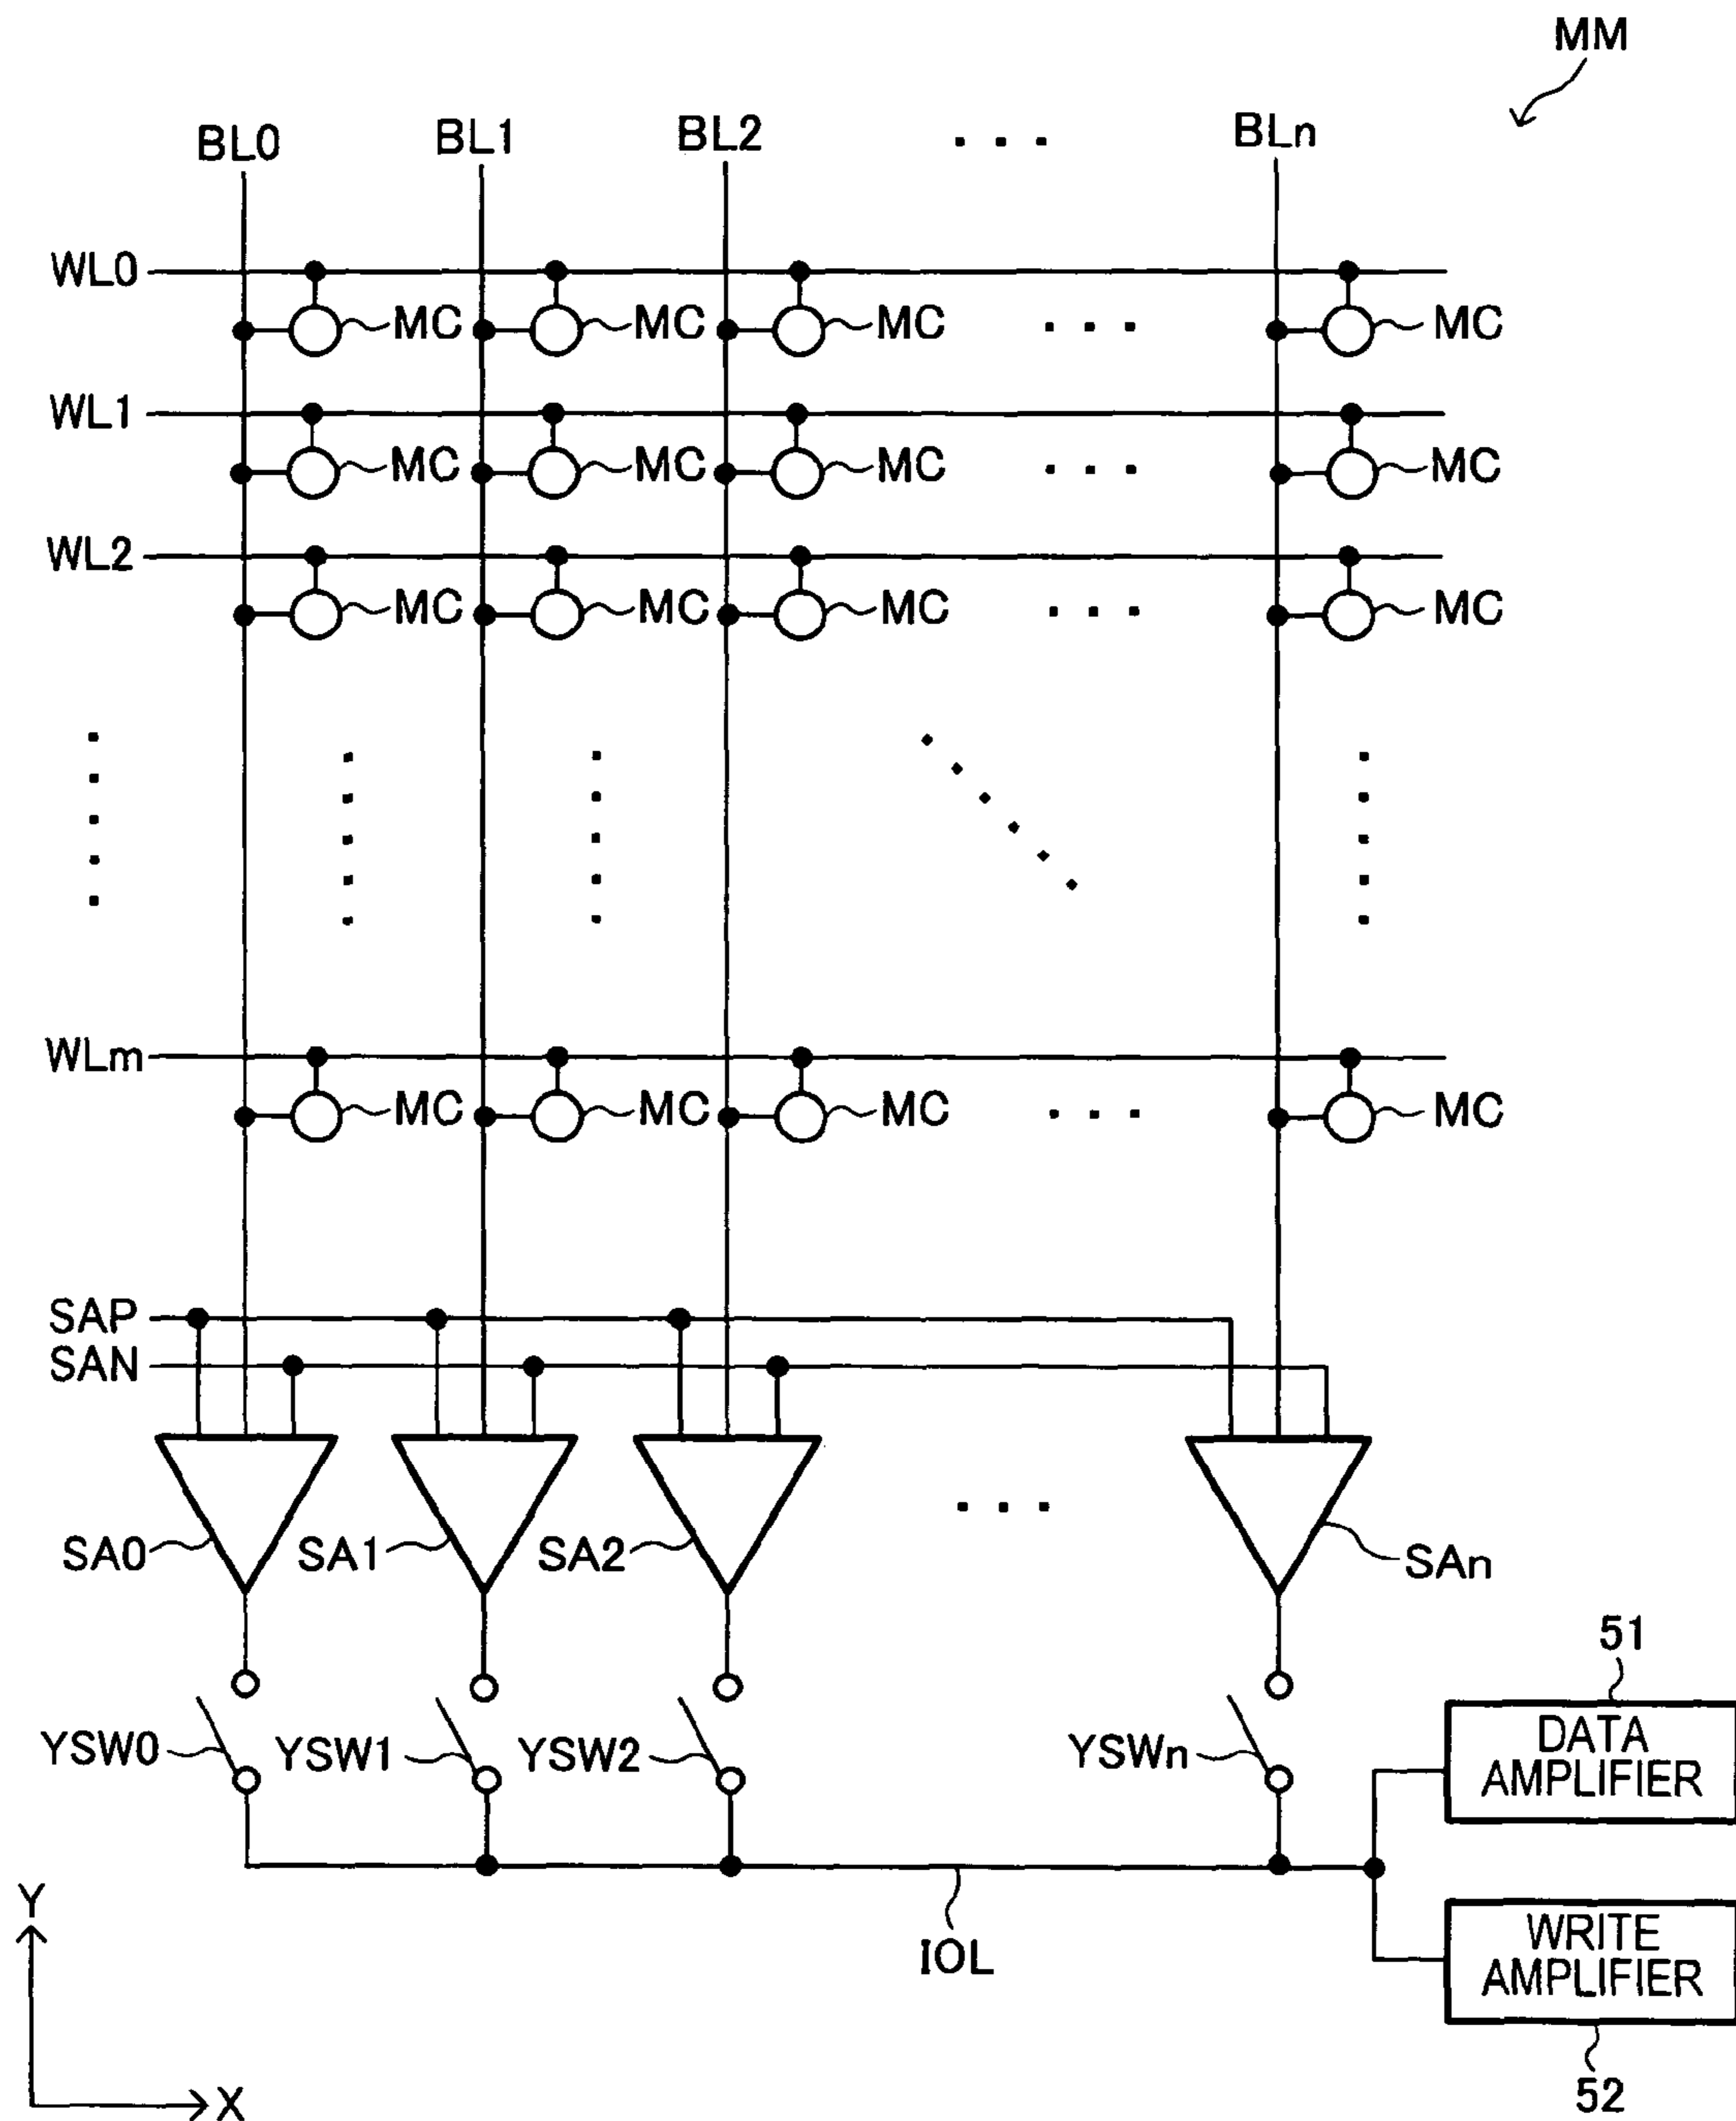 MM
BL0 BL1 BL2 ... BLn
WL0
MC MC MC ... MC
WL1
MC MC MC ... MC
WL2
MC MC MC ... MC
WLm
MC MC MC ... MC
SAP
SAN
SA0 SA1 SA2 ... SAn
YSW0 YSW1 YSW2 YSWn
51
DATA
AMPLIFIER
IOL
WRITE
AMPLIFIER
52
Y
X